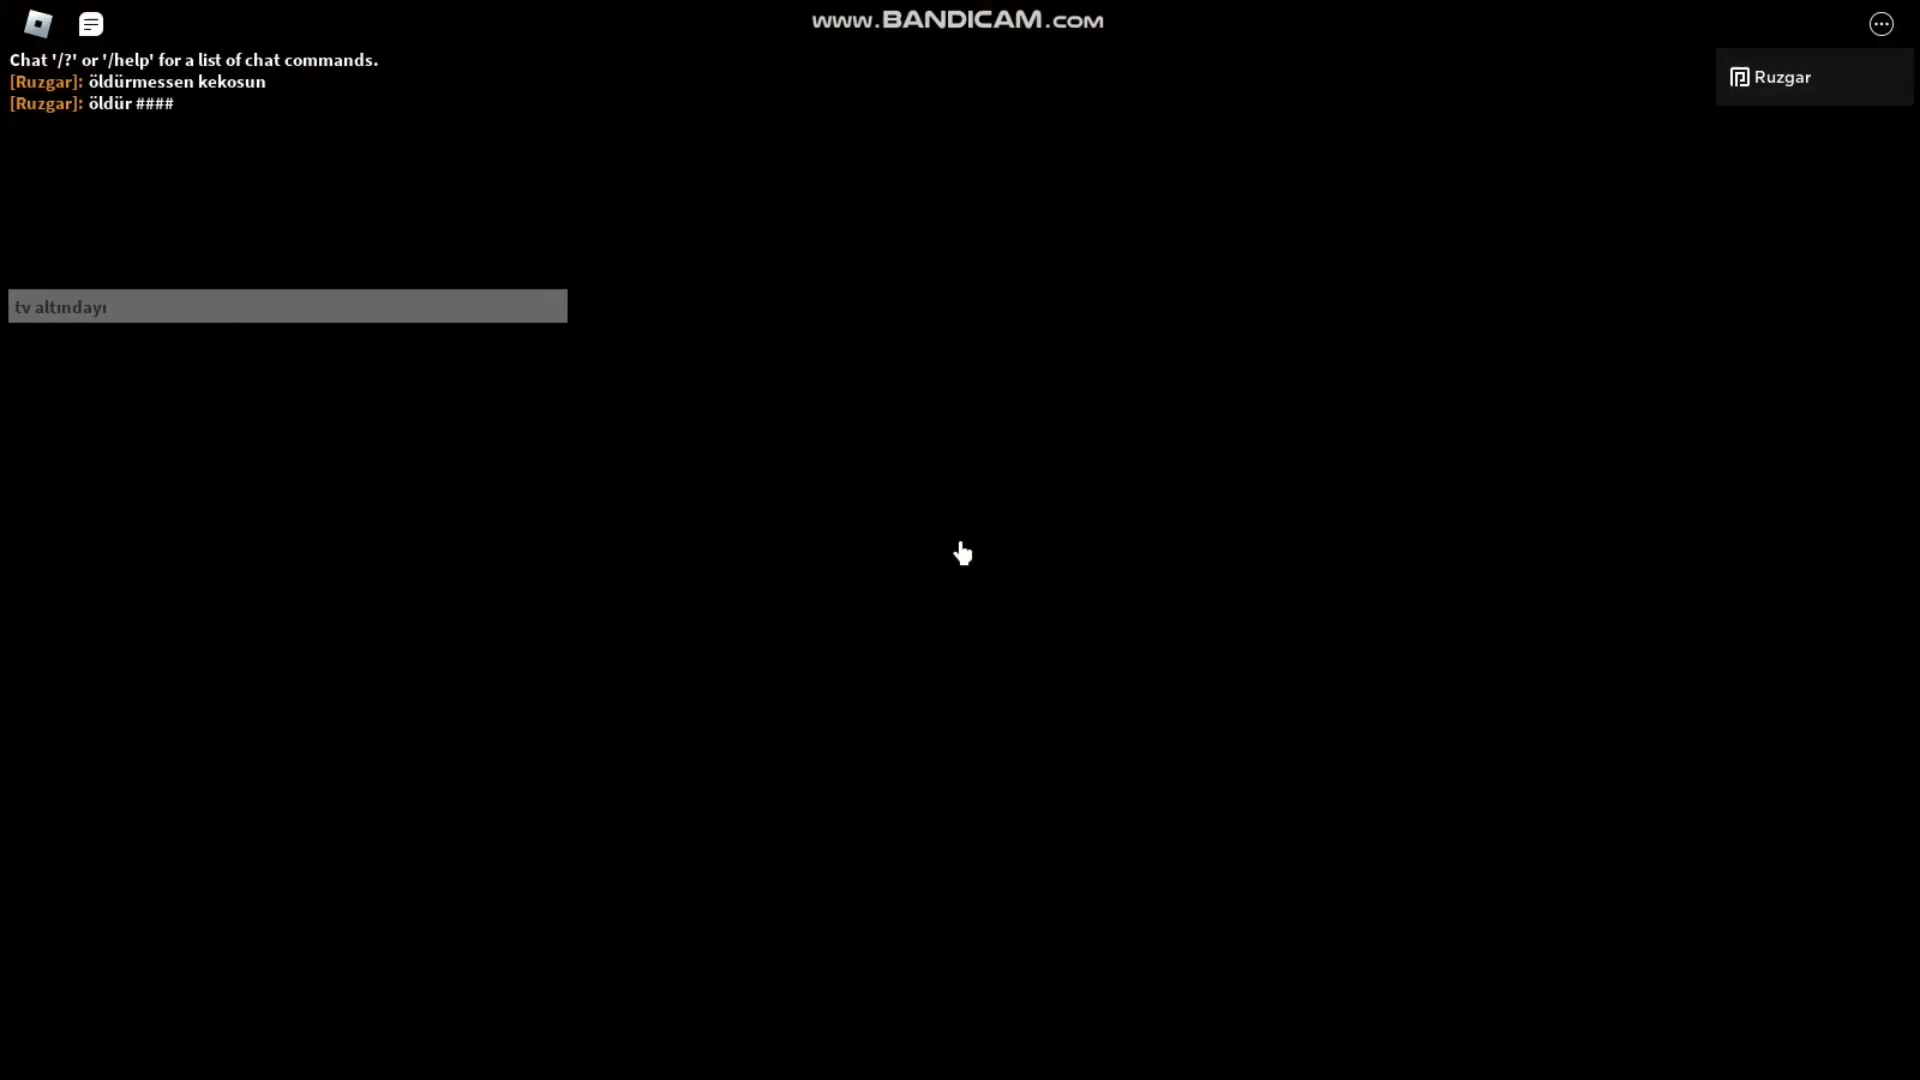 www.BANDICAM.com
Chat '/?' or '/help' for a list of chat commands.
[Ruzgar]: öldürmessen kekosun
[Ruzgar]: öldür ####
Ruzgar
tv altındayı